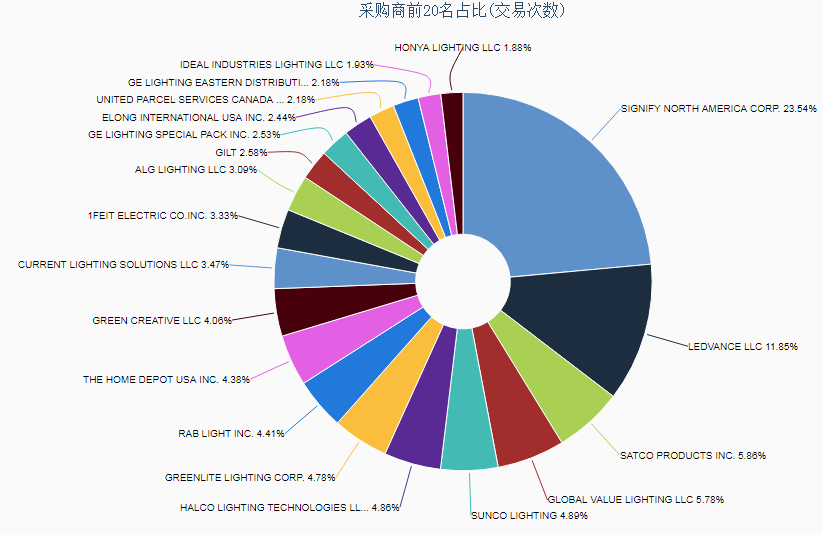 采购商前20名占比(交易次数)
HONYA LIGHTING LLC 1.88%
IDEAL INDUSTRIES LIGHTING LLC 1.93%
GE LIGHTING EASTERN DISTRIBUTI... 2.18%
UNITED PARCEL SERVICES CANADA ... 2.18%
ELONG INTERNATIONAL USA INC. 2.44%
GE LIGHTING SPECIAL PACK INC. 2.53%
GILT 2.58%
ALG LIGHTING LLC 3.09%
1FEIT ELECTRIC CO.INC. 3.33%
CURRENT LIGHTING SOLUTIONS LLC 3.47%
GREEN CREATIVE LLC 4.06%
THE HOME DEPOT USA INC. 4.38%
RAB LIGHT INC. 4.41%
GREENLITE LIGHTING CORP. 4.78%
HALCO LIGHTING TECHNOLOGIES LL... 4.86%
SIGNIFY NORTH AMERICA CORP. 23.54%
LEDVANCE LLC 11.85%
SATCO PRODUCTS INC. 5.86%
GLOBAL VALUE LIGHTING LLC 5.78%
SUNCO LIGHTING 4.89%